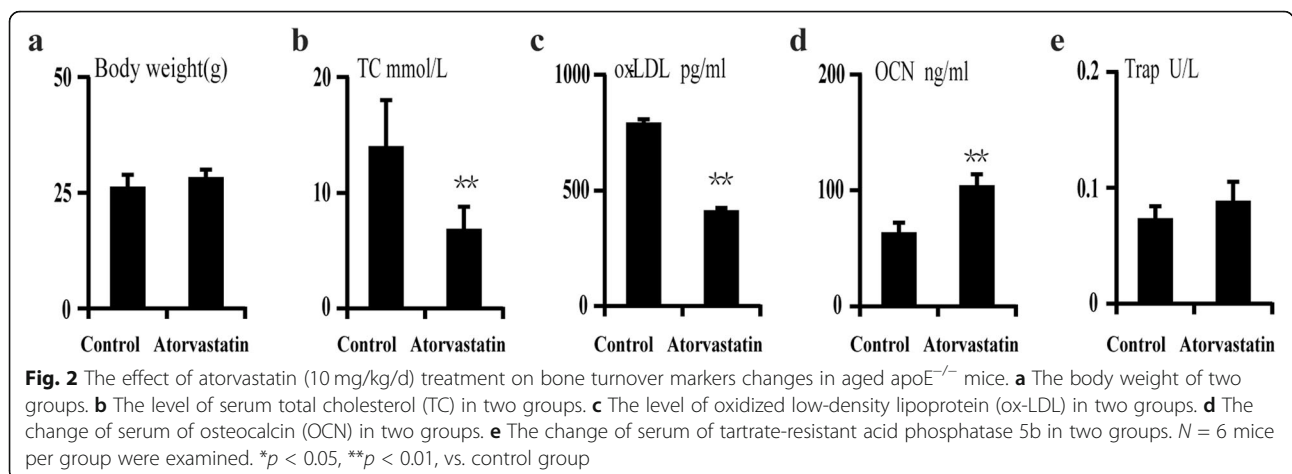 a b c d e
Body weight(g) TC mmol/L ox-LDL pg/ml OCN ng/ml Trap U/L
50 20 1000 200 0.2
25 10 500 100 0.1
** ** **
0 0 0 0 0
Control Atorvastatin Control Atorvastatin Control Atorvastatin Control Atorvastatin Control Atorvastatin
Fig. 2 The effect of atorvastatin (10 mg/kg/d) treatment on bone turnover markers changes in aged apoE−/− mice. a The body weight of two
groups. b The level of serum total cholesterol (TC) in two groups. c The level of oxidized low-density lipoprotein (ox-LDL) in two groups. d The
change of serum of osteocalcin (OCN) in two groups. e The change of serum of tartrate-resistant acid phosphatase 5b in two groups. N = 6 mice
per group were examined. *p < 0.05, **p < 0.01, vs. control group